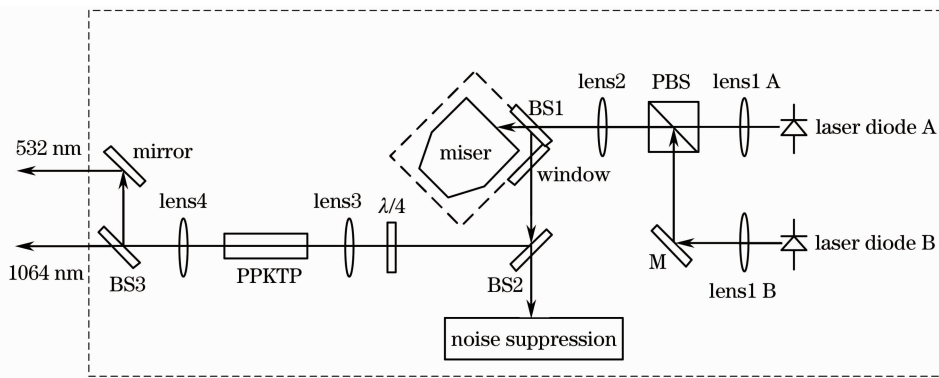 lens2
PBS
lens1 A
BS1
laser diode A
532 nm
mirror
miser
window
lens4
lens3
λ/4
laser diode B
1064 nm
BS3
PPKTP
BS2
M
lens1 B
noise suppression